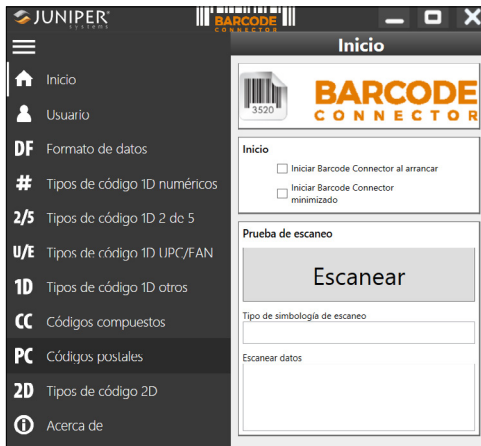 JUNIPER
systems
BARCODE
CONNECTOR
Inicio
Inicio
Usuario
DF Formato de datos
# Tipos de código 1D numéricos
2/5 Tipos de código 1D 2 de 5
U/E Tipos de código 1D UPC/EAN
1D Tipos de código 1D otros
CC Códigos compuestos
PC Códigos postales
2D Tipos de código 2D
Acerca de
3520
BARCODE
CONNECTOR
Inicio
Iniciar Barcode Connector al arrancar
Iniciar Barcode Connector
minimizado
Prueba de escaneo
Escanear
Tipo de simbología de escaneo
Escanear datos